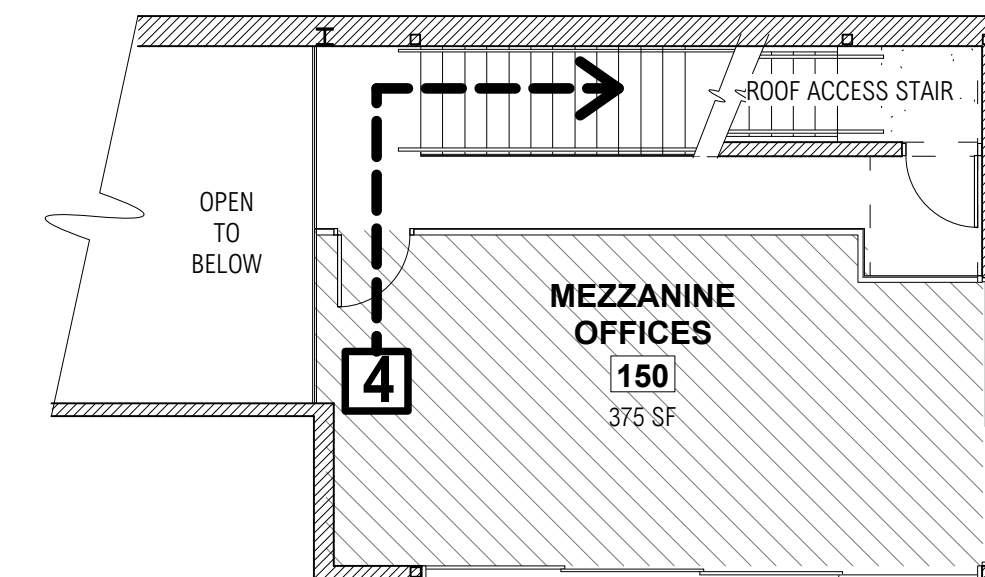 ROOF ACCESS STAIR
OPEN
TO
BELOW
MEZZANINE
OFFICES
150
375 SF
4